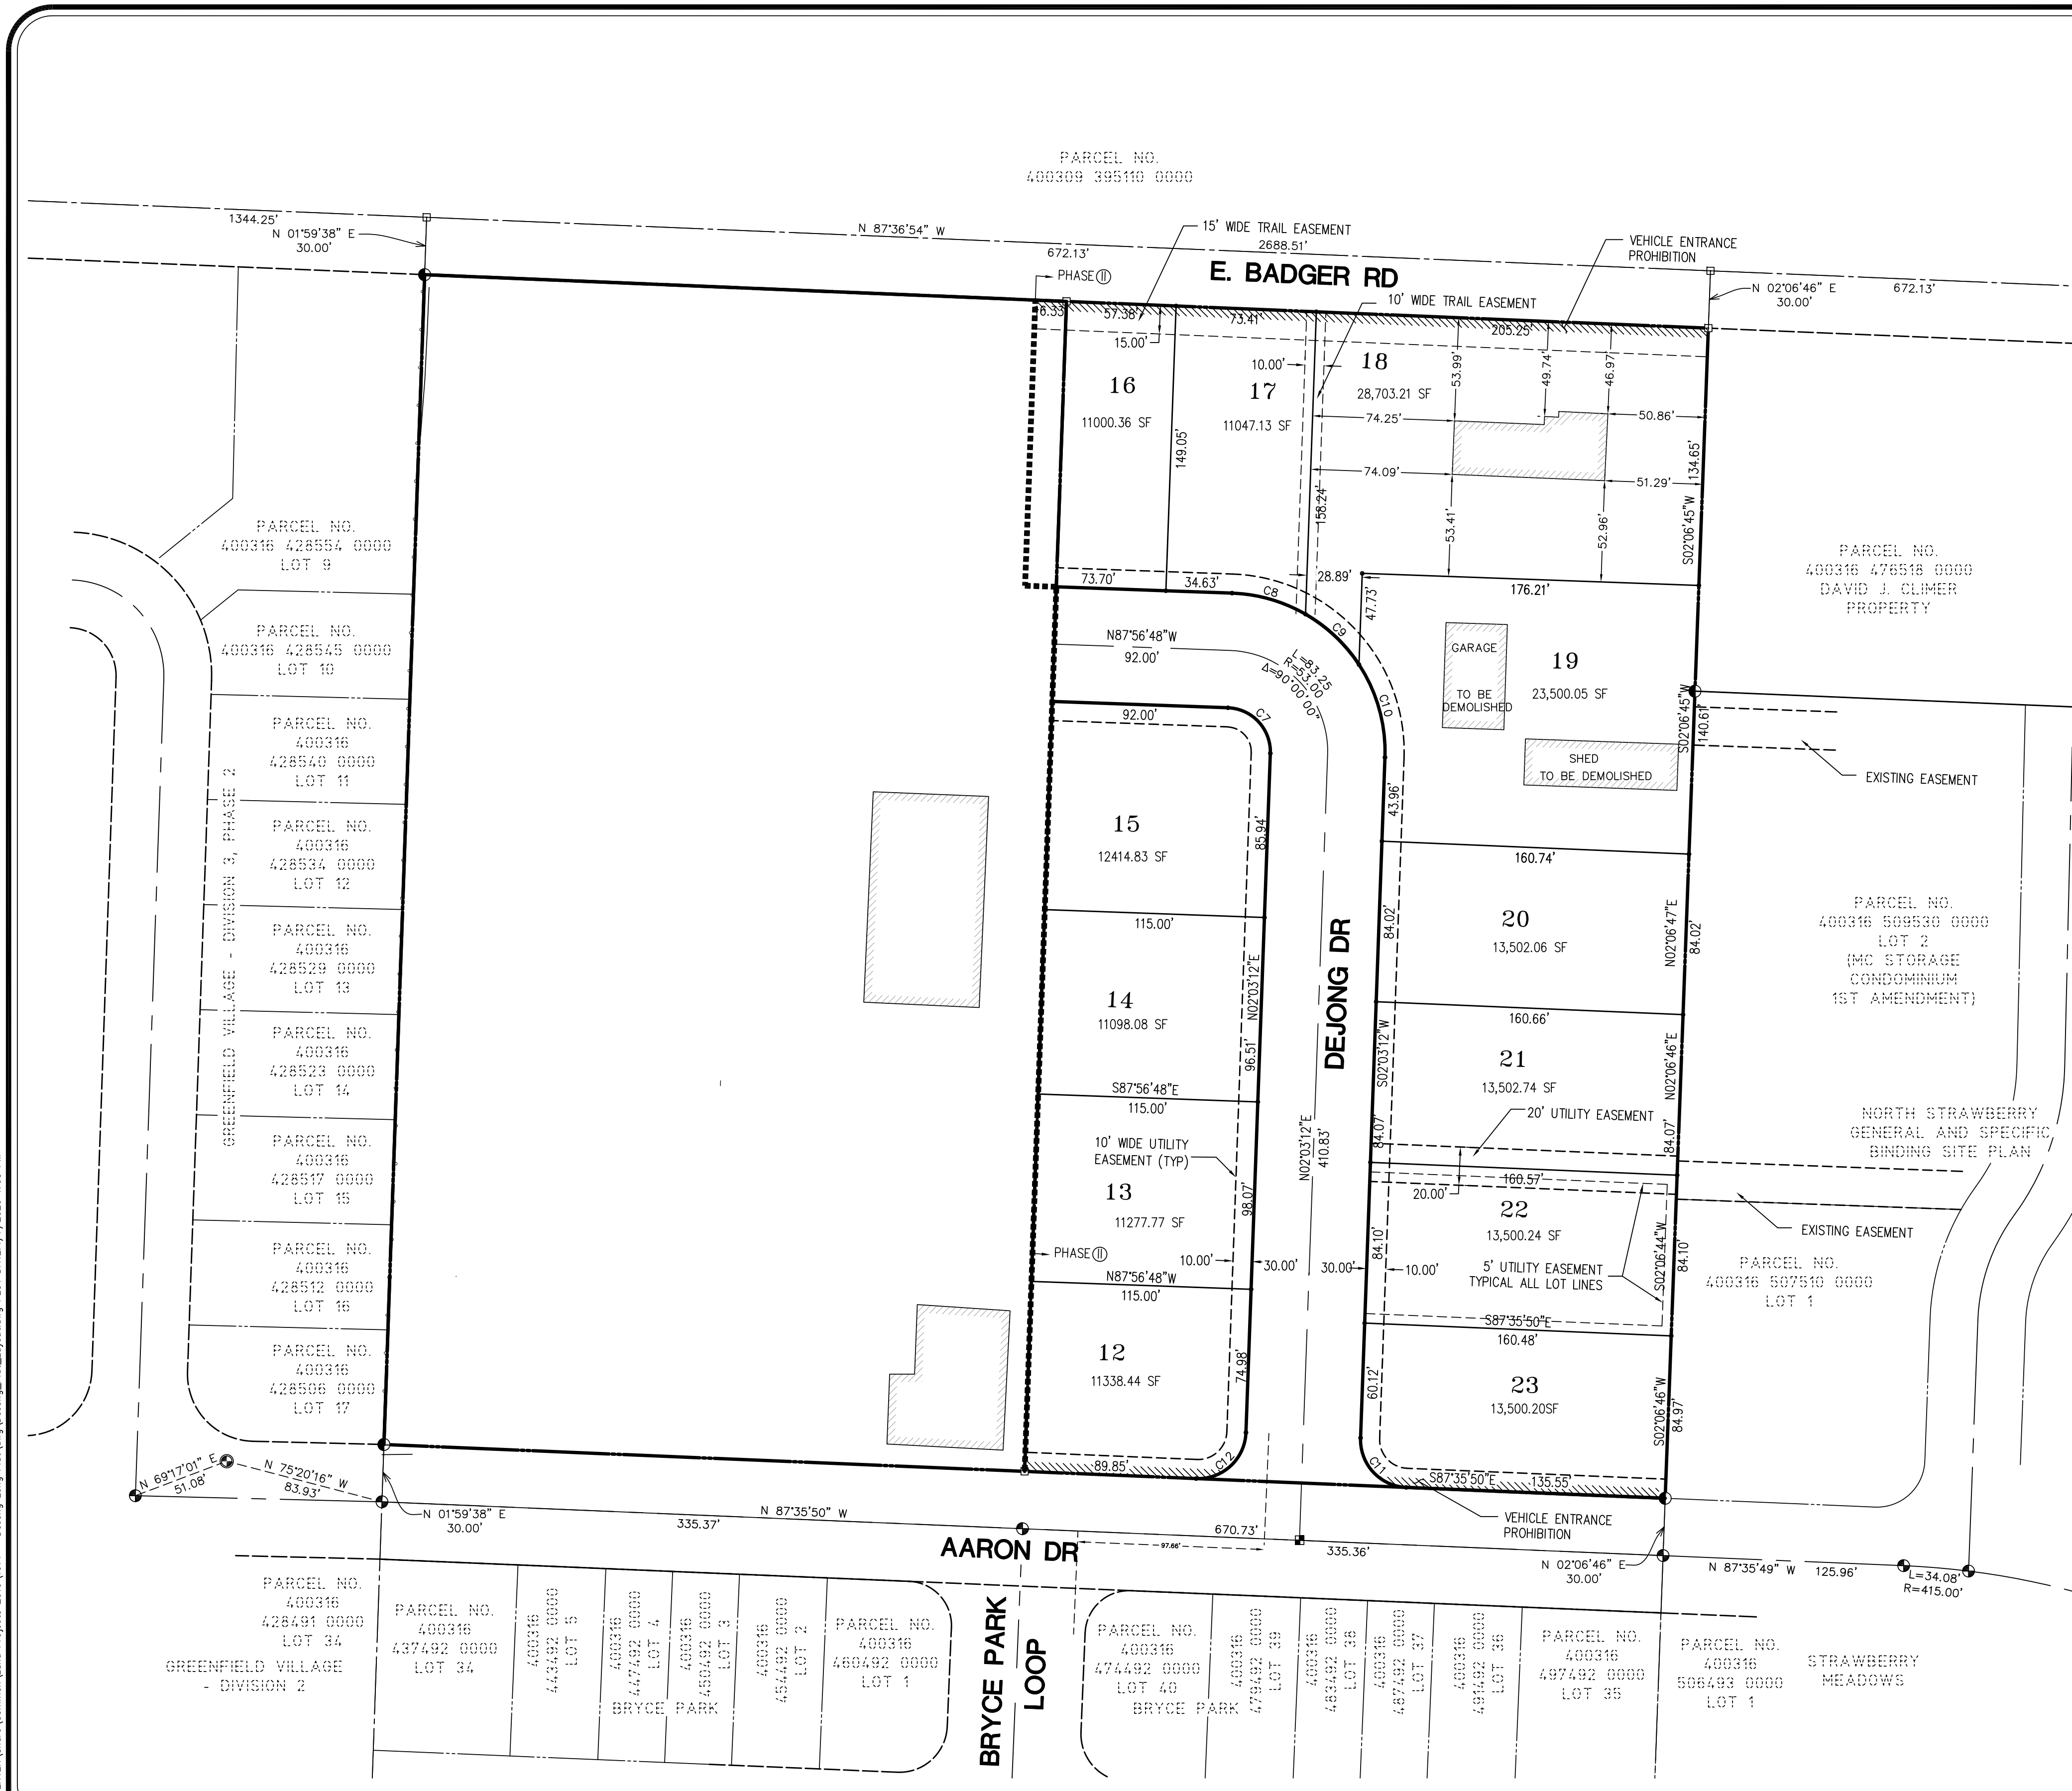 PARCEL NO.
400309 395110 0000
1344.25'
N 01°59'38" E
30.00'
N 87°36'54" W
672.13'
2688.51'
15' WIDE TRAIL EASEMENT
VEHICLE ENTRANCE
PROHIBITION
PHASE II
E. BADGER RD
N 02°06'46" E
30.00'
672.13'
10' WIDE TRAIL EASEMENT
57.38'
73.41'
205.25'
15.00'
10.00'
16
11000.36 SF
149.05'
17
11047.13 SF
158.24'
18
28,703.21 SF
53.99'
49.74'
46.97'
74.25'
50.86'
74.09'
51.29'
53.41'
52.96'
134.65'
S02°06'45"W
PARCEL NO.
400316 428554 0000
LOT 9
PARCEL NO.
400316 476518 0000
DAVID J. CLIMER
PROPERTY
73.70'
34.63'
C8
28.89'
C9
47.73'
176.21'
N87°56'48"W
92.00'
L=83.25
R=53.00
Δ=90°00'00"
C10
GARAGE
TO BE
DEMOLISHED
19
23,500.05 SF
SHED
TO BE DEMOLISHED
S02°06'45"W
140.61'
EXISTING EASEMENT
PARCEL NO.
400316 428545 0000
LOT 10
PARCEL NO.
400316
428540 0000
LOT 11
PARCEL NO.
400316
428534 0000
LOT 12
PARCEL NO.
400316
428529 0000
LOT 13
PARCEL NO.
400316
428523 0000
LOT 14
PARCEL NO.
400316
428517 0000
LOT 15
PARCEL NO.
400316
428512 0000
LOT 16
PARCEL NO.
400316
428506 0000
LOT 17
GREENFIELD VILLAGE - DIVISION 3, PHASE 2
92.00'
C7
15
12414.83 SF
85.94'
43.96'
115.00'
160.74'
14
11098.08 SF
N02°03'12"E
96.51'
DEJONG DR
84.02'
20
13,502.06 SF
N02°06'47"E
84.02'
PARCEL NO.
400316 509530 0000
LOT 2
(MC STORAGE
CONDOMINIUM
1ST AMENDMENT)
160.66'
S02°03'12"W
21
13,502.74 SF
N02°06'46"E
84.07'
84.07'
S87°56'48"E
115.00'
N02°03'12"E
410.83'
20' UTILITY EASEMENT
NORTH STRAWBERRY
GENERAL AND SPECIFIC
BINDING SITE PLAN
10' WIDE UTILITY
EASEMENT (TYP)
13
11277.77 SF
98.07'
160.57'
20.00'
22
13,500.24 SF
84.10'
S02°06'44"W
84.10'
5' UTILITY EASEMENT
TYPICAL ALL LOT LINES
EXISTING EASEMENT
PARCEL NO.
400316 507510 0000
LOT 1
PHASE II
10.00'
30.00'
30.00'
10.00'
N87°56'48"W
115.00'
S87°35'50"E
160.48'
12
11338.44 SF
74.98'
60.12'
23
13,500.20SF
S02°06'46"W
84.97'
89.85'
C12
C11
S87°35'50"E
135.55'
VEHICLE ENTRANCE
PROHIBITION
N 69°17'01" E
51.08'
N 75°20'16" W
83.93'
N 01°59'38" E
30.00'
335.37'
N 87°35'50" W
670.73'
97.66'
335.36'
N 02°06'46" E
30.00'
N 87°35'49" W
125.96'
L=34.08'
R=415.00'
AARON DR
BRYCE PARK
LOOP
PARCEL NO.
400316
428491 0000
LOT 34
GREENFIELD VILLAGE
- DIVISION 2
PARCEL NO.
400316
437492 0000
LOT 34
400316
443492 0000
LOT 5
400316
447492 0000
LOT 4
400316
450492 0000
LOT 3
400316
454492 0000
LOT 2
PARCEL NO.
400316
460492 0000
LOT 1
BRYCE PARK
PARCEL NO.
400316
474492 0000
LOT 40
BRYCE PARK
400316
479492 0000
LOT 39
400316
483492 0000
LOT 38
400316
487492 0000
LOT 37
400316
491492 0000
LOT 36
PARCEL NO.
400316
497492 0000
LOT 35
PARCEL NO.
400316
506493 0000
LOT 1
STRAWBERRY
MEADOWS